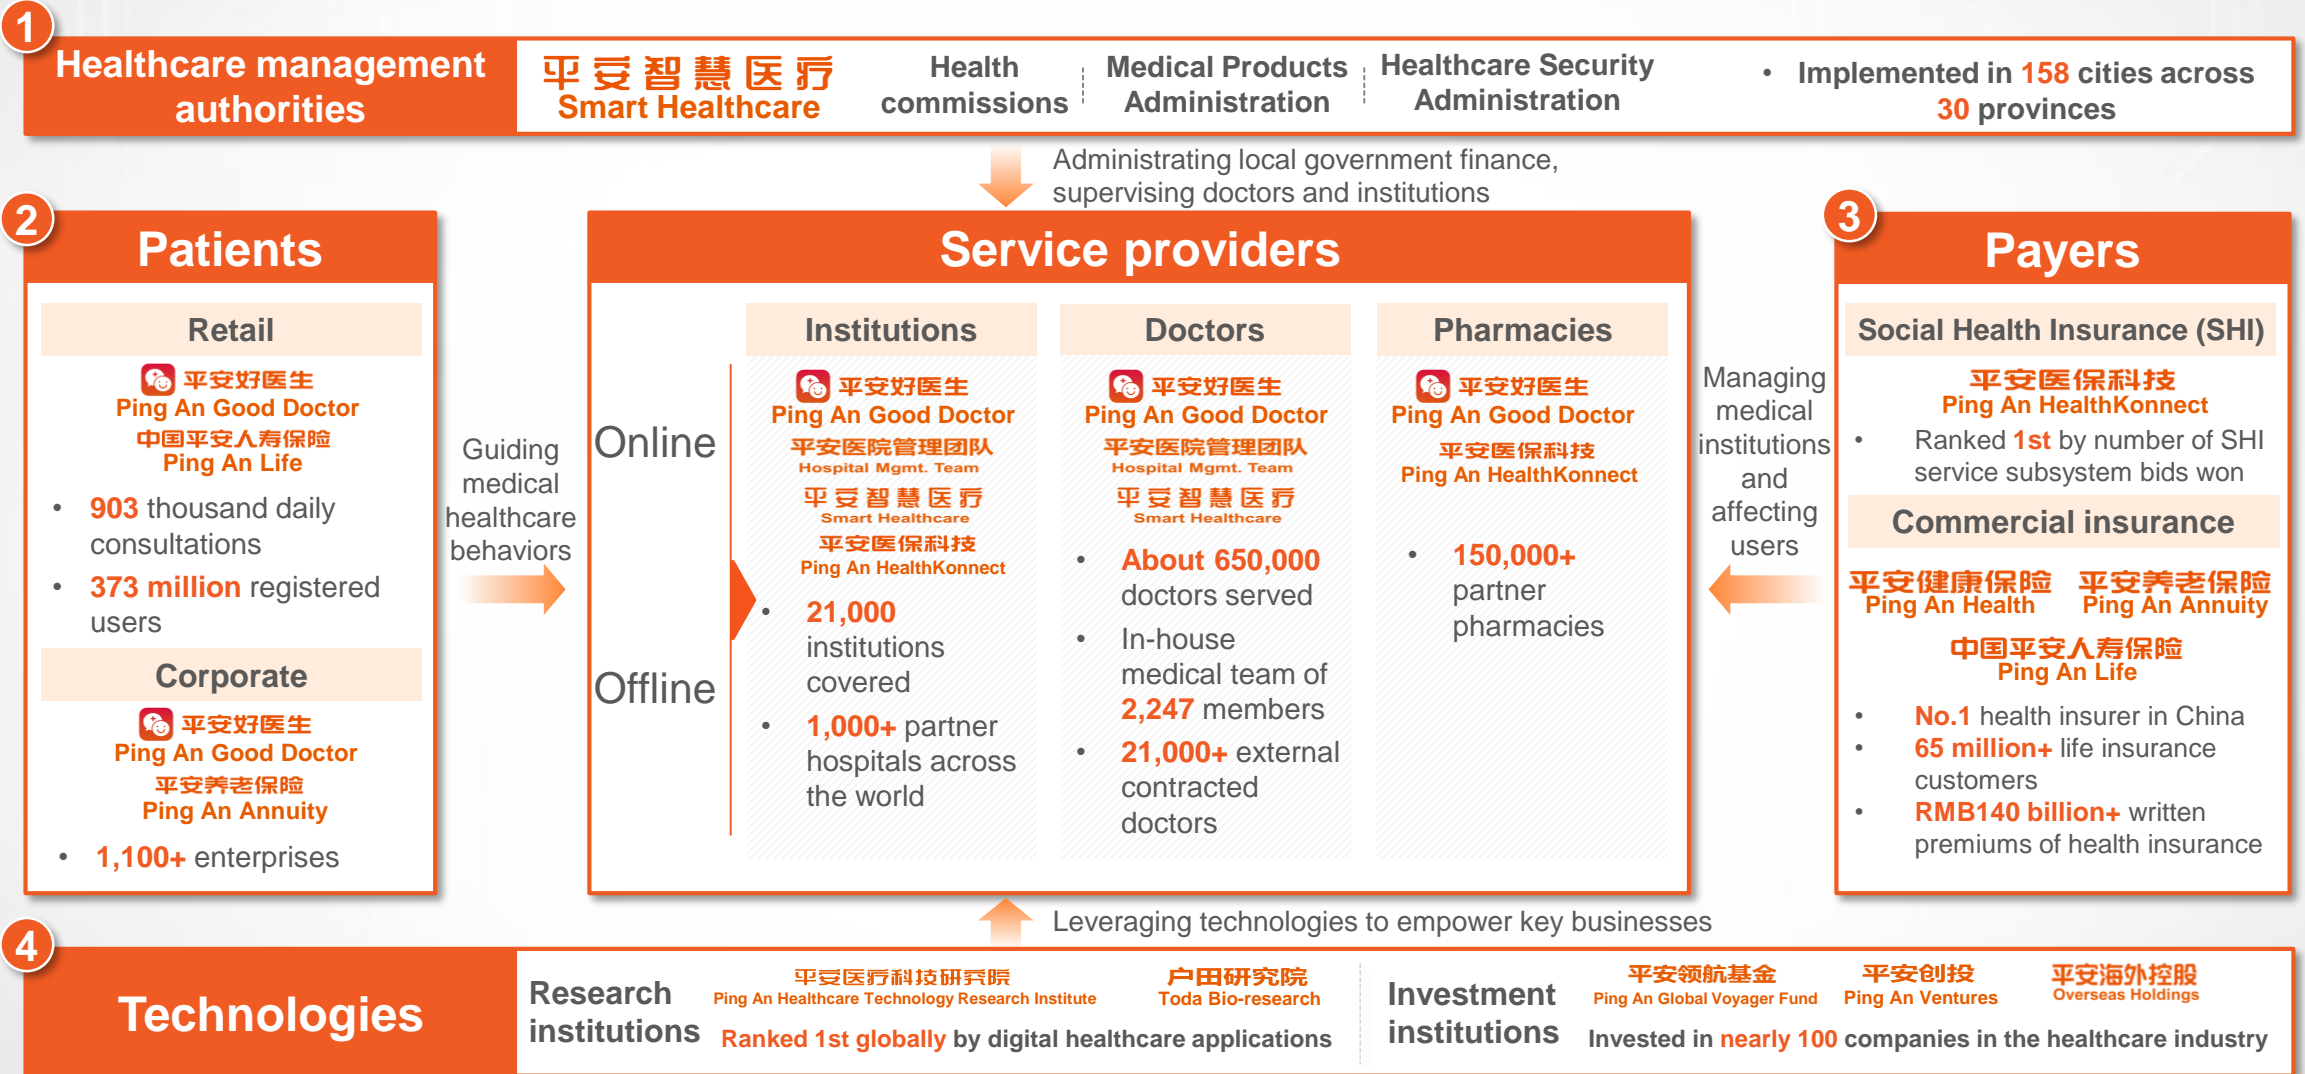 1
Healthcare management
authorities
平安智慧医疗
Smart Healthcare
Health
commissions
Medical Products
Administration
Healthcare Security
Administration
• Implemented in 158 cities across
30 provinces
Administrating local government finance,
supervising doctors and institutions
2
Patients
Retail
平安好医生
Ping An Good Doctor
中国平安人寿保险
Ping An Life
• 903 thousand daily
consultations
• 373 million registered
users
Corporate
平安好医生
Ping An Good Doctor
平安养老保险
Ping An Annuity
• 1,100+ enterprises
Guiding
medical
healthcare
behaviors
Service providers
Online
Offline
Institutions
平安好医生
Ping An Good Doctor
平安医院管理团队
Hospital Mgmt. Team
平安智慧医疗
Smart Healthcare
平安医保科技
Ping An HealthKonnect
• 21,000
institutions
covered
• 1,000+ partner
hospitals across
the world
Doctors
平安好医生
Ping An Good Doctor
平安医院管理团队
Hospital Mgmt. Team
平安智慧医疗
Smart Healthcare
• About 650,000
doctors served
• In-house
medical team of
2,247 members
• 21,000+ external
contracted
doctors
Pharmacies
平安好医生
Ping An Good Doctor
平安医保科技
Ping An HealthKonnect
• 150,000+
partner
pharmacies
Managing
medical
institutions
and
affecting
users
3
Payers
Social Health Insurance (SHI)
平安医保科技
Ping An HealthKonnect
• Ranked 1st by number of SHI
service subsystem bids won
Commercial insurance
平安健康保险
Ping An Health
平安养老保险
Ping An Annuity
中国平安人寿保险
Ping An Life
• No.1 health insurer in China
• 65 million+ life insurance
customers
• RMB140 billion+ written
premiums of health insurance
Leveraging technologies to empower key businesses
4
Technologies
Research
institutions
平安医疗科技研究院
Ping An Healthcare Technology Research Institute
户田研究院
Toda Bio-research
Ranked 1st globally by digital healthcare applications
Investment
institutions
平安领航基金
Ping An Global Voyager Fund
平安创投
Ping An Ventures
平安海外控股
Overseas Holdings
Invested in nearly 100 companies in the healthcare industry